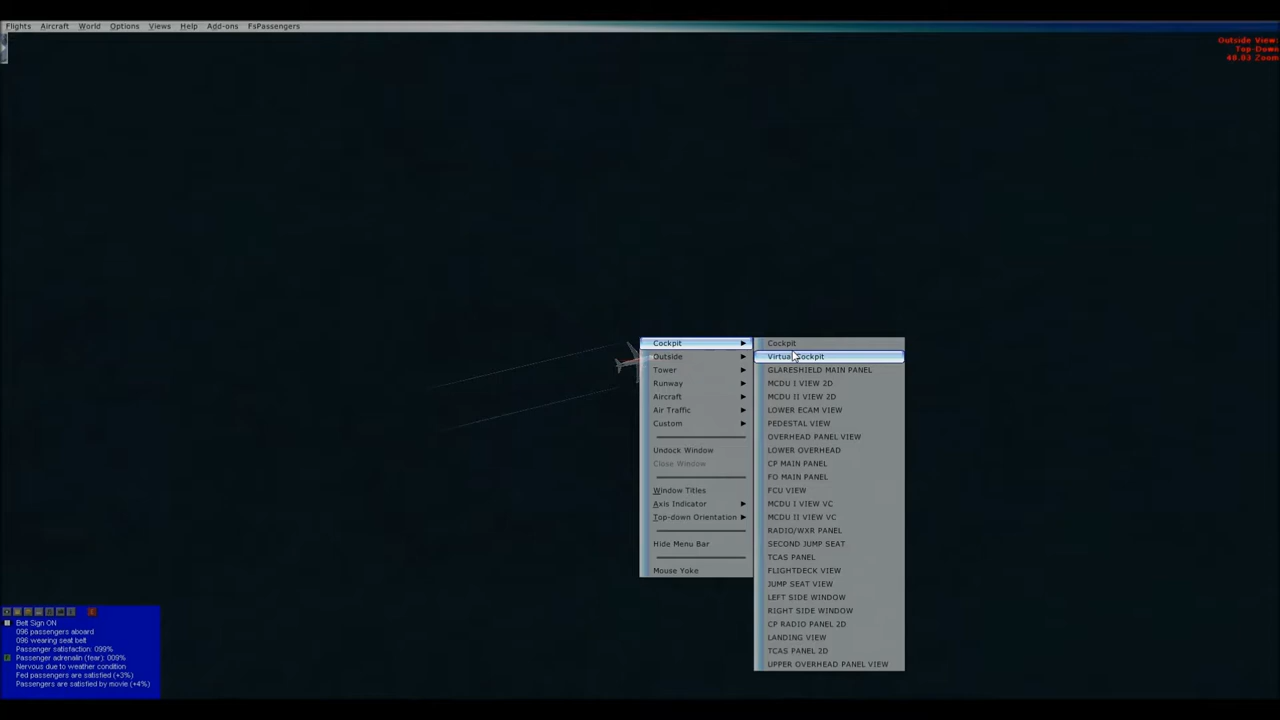 Flights Aircraft World Options Views Help Add-ons FsPassengers
Outside View:
Top-Down
48.83 Zoom
Cockpit
Outside
Tower
Runway
Aircraft
Air Traffic
Custom
Undock Window
Close Window
Window Titles
Axis Indicator
Top-down Orientation
Hide Menu Bar
Mouse Yoke
Cockpit
Virtual Cockpit
GLARESHIELD MAIN PANEL
MCDU I VIEW 2D
MCDU II VIEW 2D
LOWER ECAM VIEW
PEDESTAL VIEW
OVERHEAD PANEL VIEW
LOWER OVERHEAD
CP MAIN PANEL
FO MAIN PANEL
FCU VIEW
MCDU I VIEW VC
MCDU II VIEW VC
RADIO/WXR PANEL
SECOND JUMP SEAT
TCAS PANEL
FLIGHTDECK VIEW
JUMP SEAT VIEW
LEFT SIDE WINDOW
RIGHT SIDE WINDOW
CP RADIO PANEL 2D
LANDING VIEW
TCAS PANEL 2D
UPPER OVERHEAD PANEL VIEW
Belt Sign ON
096 passengers aboard
096 wearing seat belt
Passenger satisfaction: 099%
Passenger adrenalin (fear): 009%
Nervous due to weather condition
Fed passengers are satisfied (+3%)
Passengers are satisfied by movie (+4%)